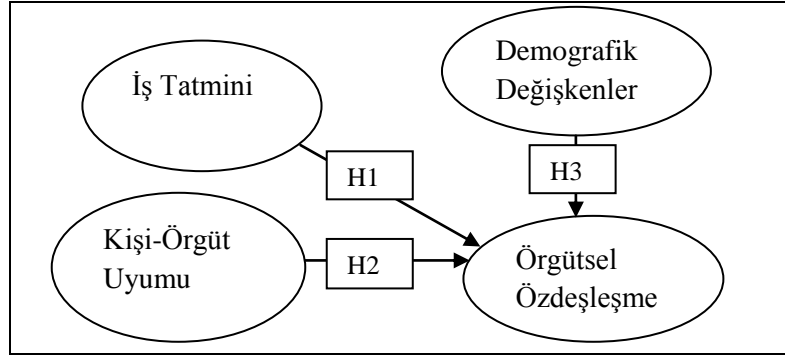 İş Tatmini
Demografik
Değişkenler
H1
H3
Kişi-Örgüt
Uyumu
H2
Örgütsel
Özdeşleşme